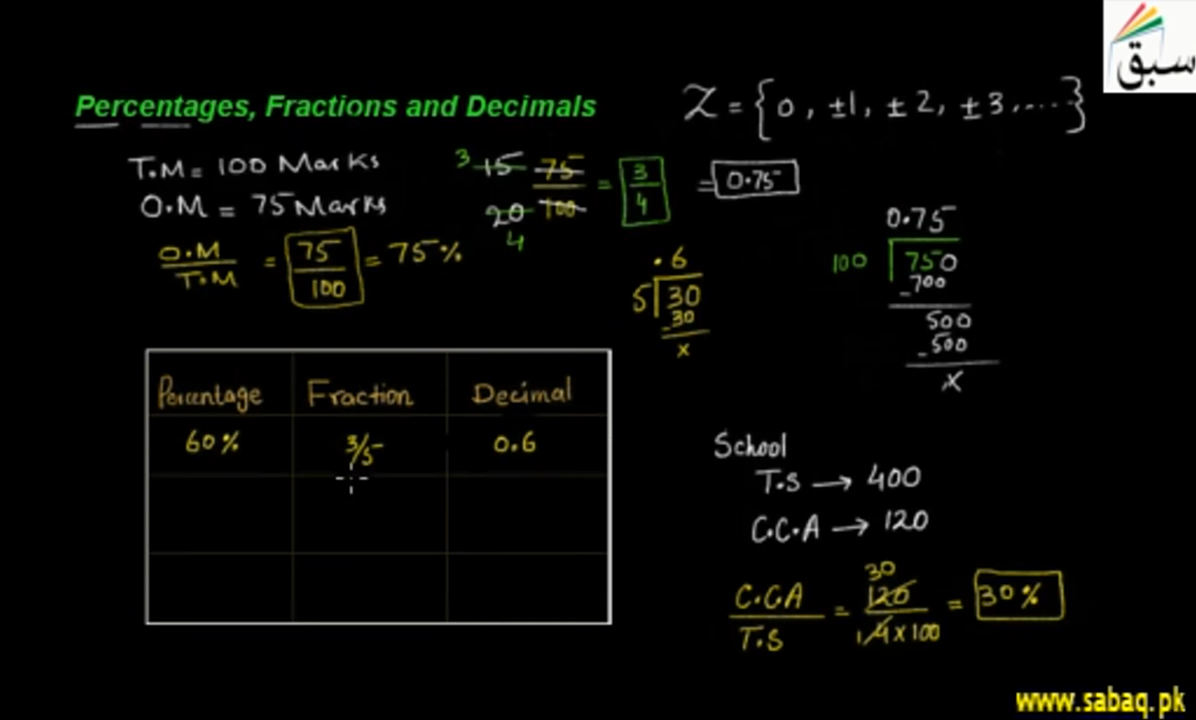 سبق
Percentages, Fractions and Decimals
Z = {0, ±1, ±2, ±3, ....}
T.M = 100 Marks
O.M = 75 Marks
3 15 75
20 100
4
= 3/4 = 0.75
O.M/T.M = 75/100 = 75%
.6
5 30
-30
x
0.75
100 750
-700
500
-500
x
Percentage Fraction Decimal
60% 3/5 0.6
School
T.S → 400
C.C.A → 120
C.C.A/T.S = 30 120/1 4 x 100 = 30%
www.sabaq.pk